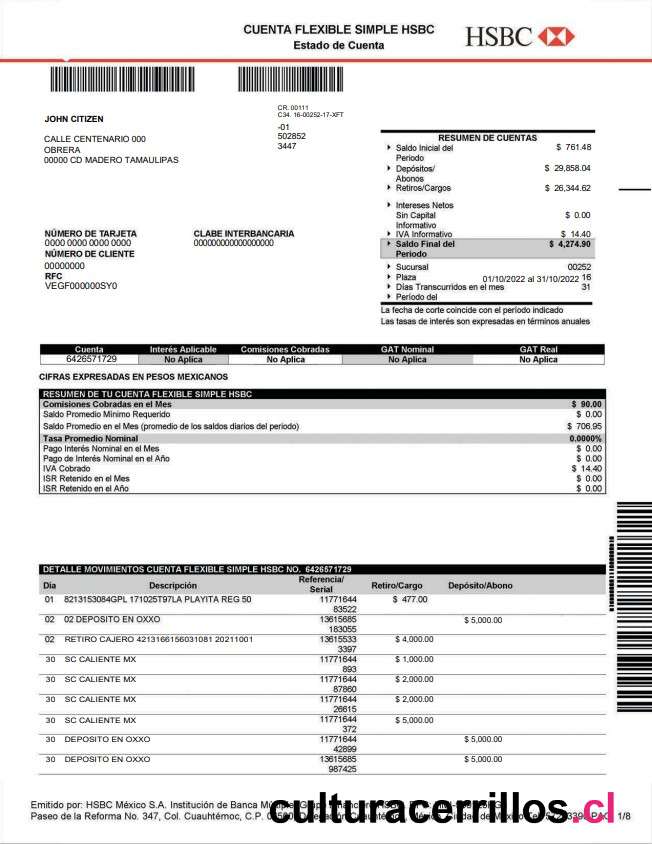 CUENTA FLEXIBLE SIMPLE HSBC
Estado de Cuenta
HSBC
JOHN CITIZEN
CALLE CENTENARIO 000
OBRERA
00000 CD MADERO TAMAULIPAS
CR. 00111
C34. 16-00252-17-XFT
-01
502852
3447
RESUMEN DE CUENTAS
Saldo Inicial del Periodo $ 761.48
Depósitos/ Abonos $ 29,858.04
Retiros/Cargos $ 26,344.62
Intereses Netos
Sin Capital $ 0.00
Informativo
IVA Informativo $ 14.40
Saldo Final del Periodo $ 4,274.90
Sucursal 00252
Plaza 16
01/10/2022 al 31/10/2022
Días Transcurridos en el mes 31
Período del
La fecha de corte coincide con el período indicado
Las tasas de interés son expresadas en términos anuales
NÚMERO DE TARJETA
0000 0000 0000 0000
NÚMERO DE CLIENTE
00000000
RFC
VEGF000000SY0
CLABE INTERBANCARIA
000000000000000000
Cuenta Interés Aplicable Comisiones Cobradas GAT Nominal GAT Real
6426571729 No Aplica No Aplica No Aplica No Aplica
CIFRAS EXPRESADAS EN PESOS MEXICANOS
RESUMEN DE TU CUENTA FLEXIBLE SIMPLE HSBC
Comisiones Cobradas en el Mes $ 90.00
Saldo Promedio Mínimo Requerido $ 0.00
Saldo Promedio en el Mes (promedio de los saldos diarios del período) $ 706.95
Tasa Promedio Nominal 0.0000%
Pago Interés Nominal en el Mes $ 0.00
Pago de Interés Nominal en el Año $ 0.00
IVA Cobrado $ 14.40
ISR Retenido en el Mes $ 0.00
ISR Retenido en el Año $ 0.00
DETALLE MOVIMIENTOS CUENTA FLEXIBLE SIMPLE HSBC NO. 6426571729
Día Descripción Referencia/ Serial Retiro/Cargo Depósito/Abono
01 8213153084GPL 171025T97LA PLAYITA REG 50 11771644 $ 477.00
83522
02 02 DEPOSITO EN OXXO 13615685 $ 5,000.00
183055
02 RETIRO CAJERO 4213166156031081 20211001 13615533 $ 4,000.00
3397
30 SC CALIENTE MX 11771644 $ 1,000.00
893
30 SC CALIENTE MX 11771644 $ 2,000.00
87860
30 SC CALIENTE MX 11771644 $ 2,000.00
26615
30 SC CALIENTE MX 11771644 $ 5,000.00
372
30 DEPOSITO EN OXXO 11771644 $ 5,000.00
42899
30 DEPOSITO EN OXXO 13615685 $ 5,000.00
987425
Emitido por: HSBC México S.A. Institución de Banca
Paseo de la Reforma No. 347, Col. Cuauhtémoc, C.P. 1/8
culturacerrillos.cl